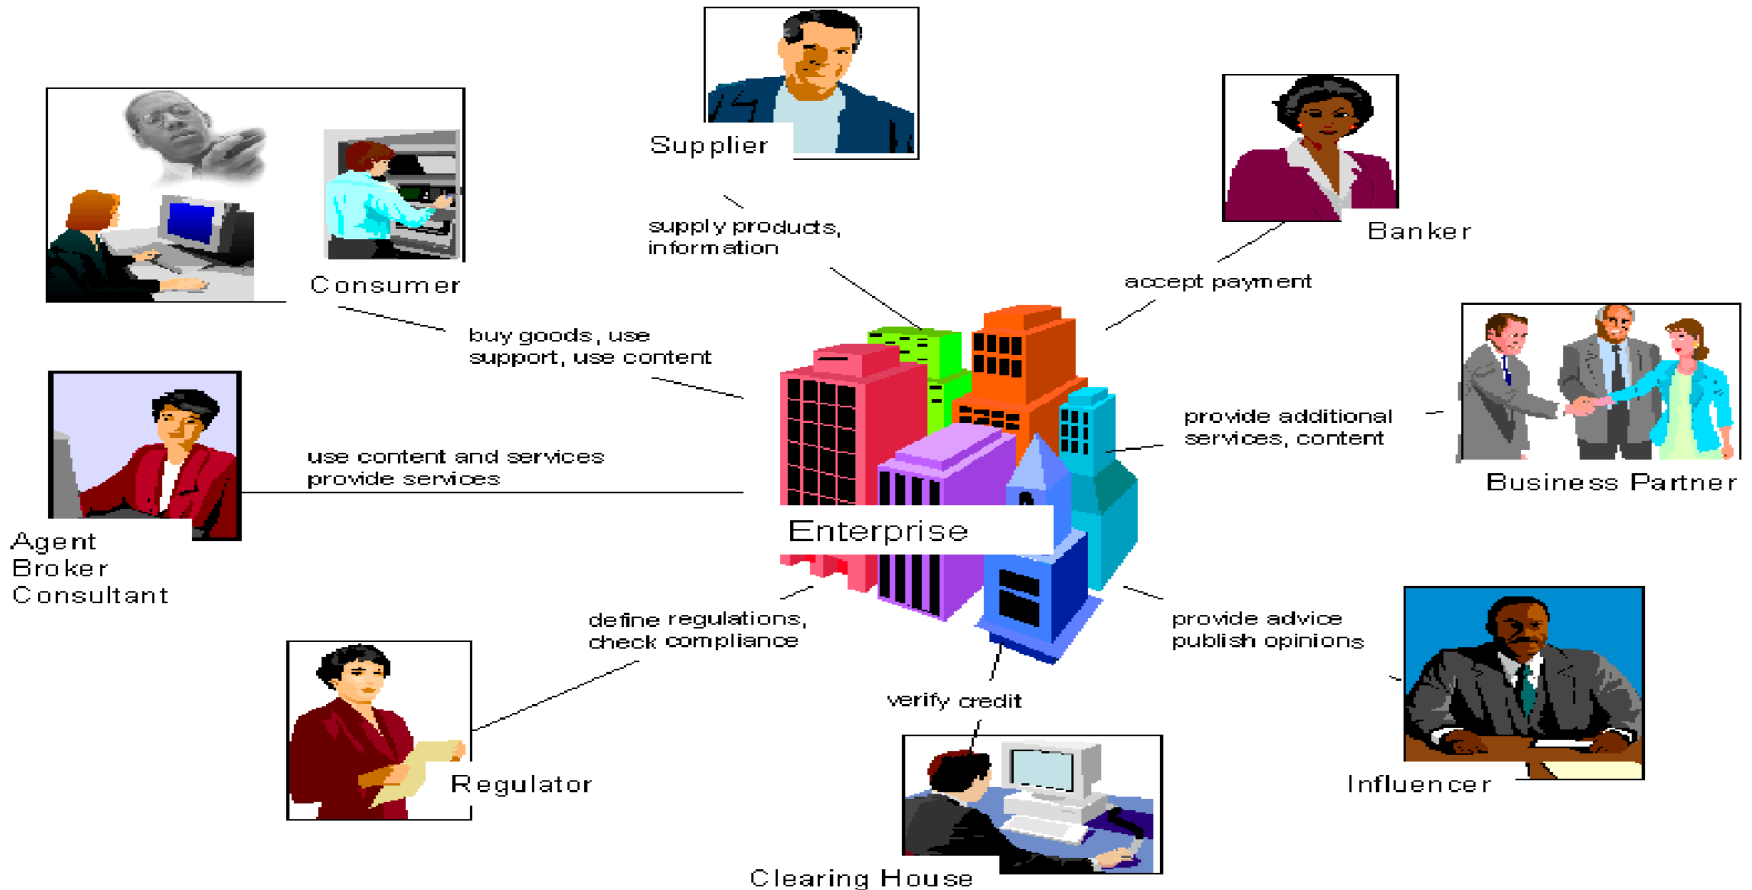 Supplier
supply products,
information
Banker
accept payment
Consumer
buy goods, use
support, use content
provide additional
services, content
Business Partner
use content and services
provide services
Agent
Broker
Consultant
Enterprise
define regulations,
check compliance
Regulator
provide advice
publish opinions
Influencer
verify credit
Clearing House